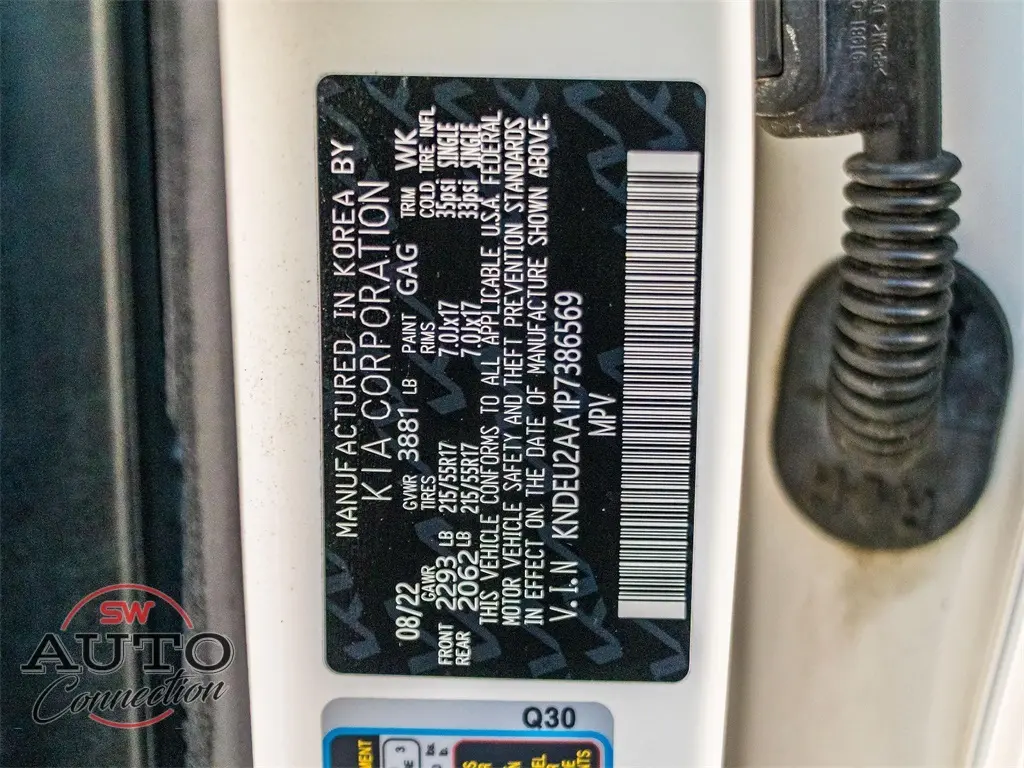 MANUFACTURED IN KOREA BY
KIA CORPORATION
08/22 GVWR 3881 LB PAINT GAG TRIM WK
GAWR TIRES RIMS COLD TIRE INFL
FRONT 2293 LB 215/55R17 7.0Jx17 35psi SINGLE
REAR 2062 LB 215/55R17 7.0Jx17 33psi SINGLE
THIS VEHICLE CONFORMS TO ALL APPLICABLE U.S.A. FEDERAL
MOTOR VEHICLE SAFETY AND THEFT PREVENTION STANDARDS
IN EFFECT ON THE DATE OF MANUFACTURE SHOWN ABOVE.
V.I.N KNDEU2AA1P7386569
MPV
Q30
SW
AUTO
Connection